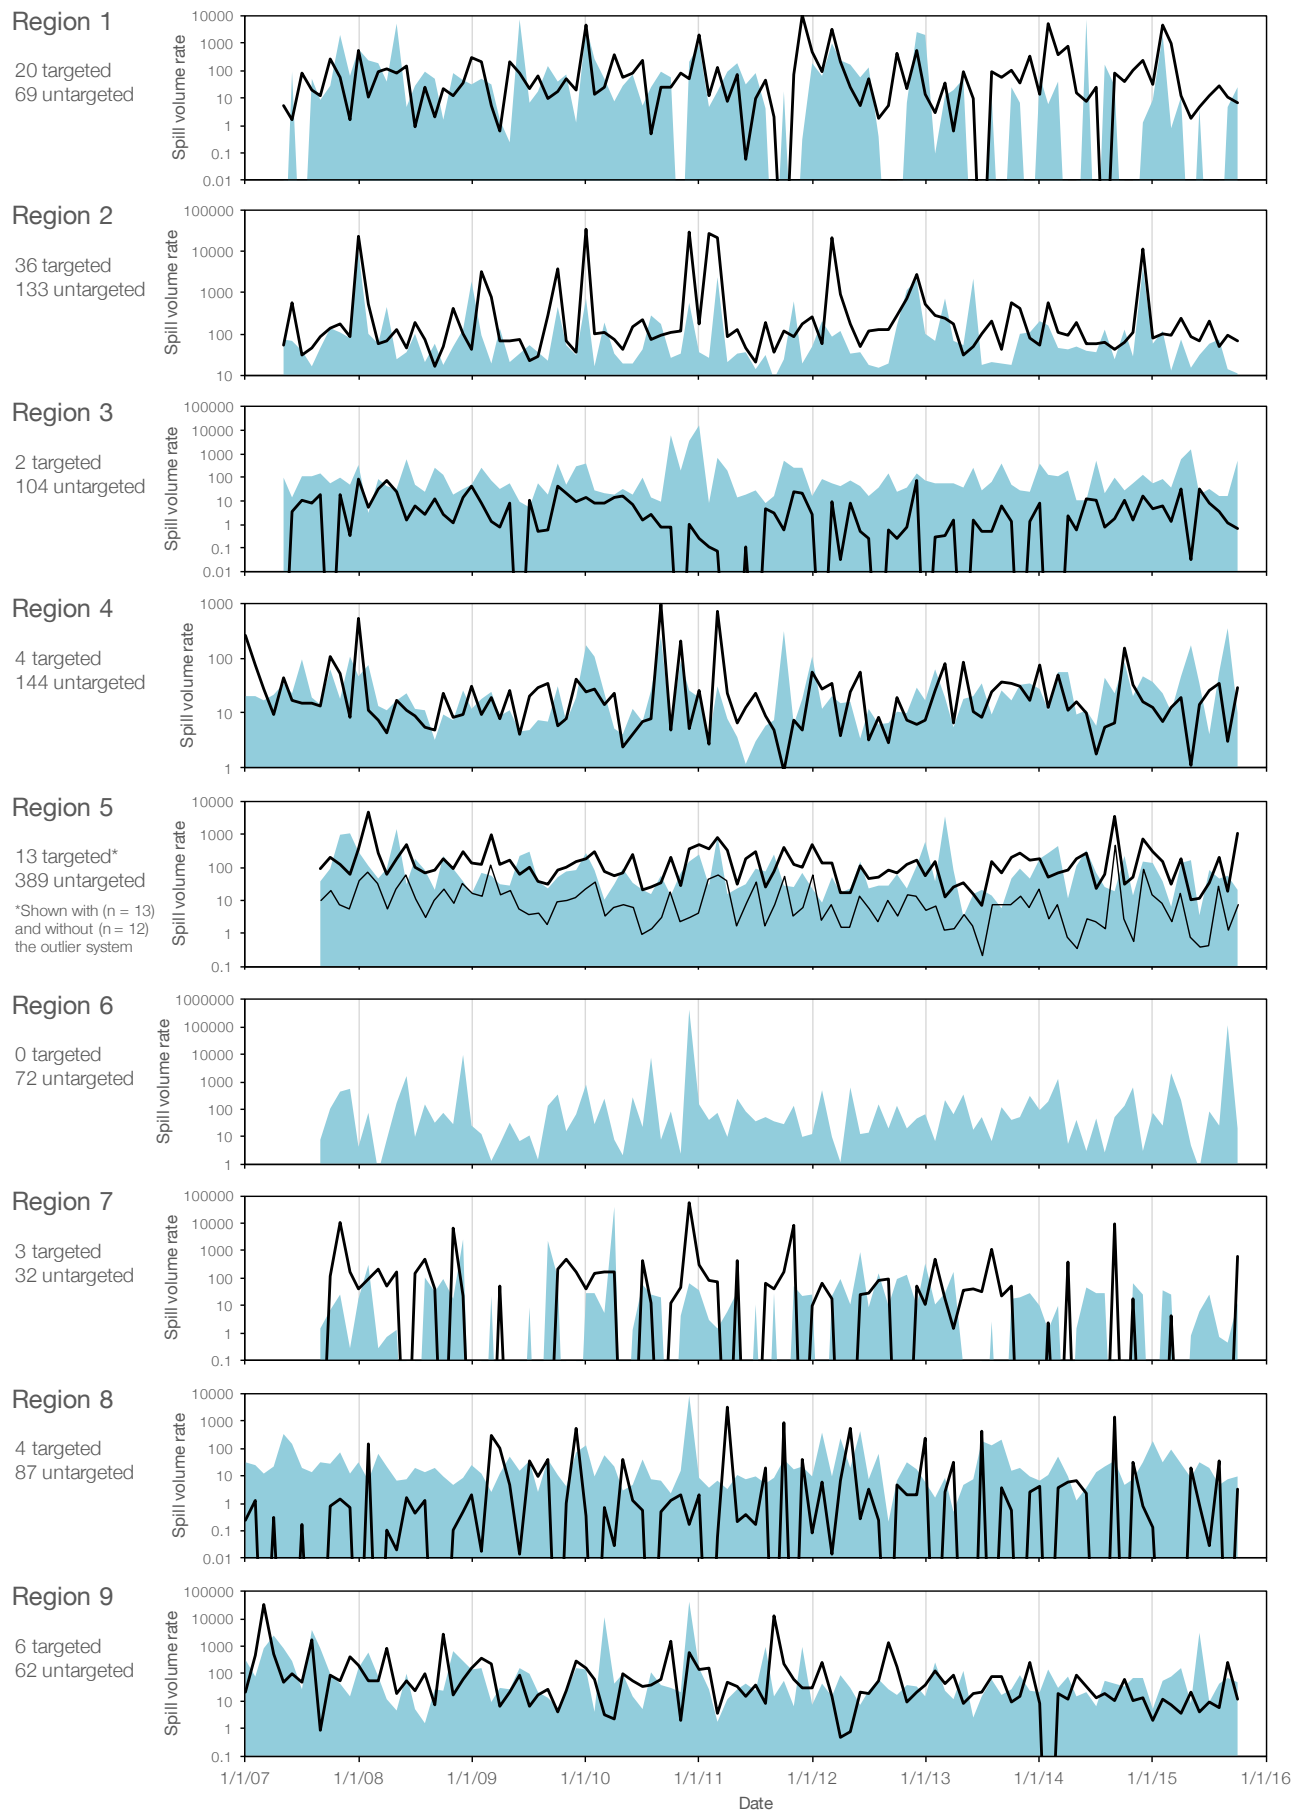 Region 1
20 targeted
69 untargeted
Spill volume rate
10000
1000
100
10
1
0.1
0.01
Region 2
36 targeted
133 untargeted
Spill volume rate
100000
10000
1000
100
10
Region 3
2 targeted
104 untargeted
Spill volume rate
100000
10000
1000
100
10
1
0.1
0.01
Region 4
4 targeted
144 untargeted
Spill volume rate
1000
100
10
1
Region 5
13 targeted*
389 untargeted
*Shown with (n = 13)
and without (n = 12)
the outlier system
Spill volume rate
10000
1000
100
10
1
0.1
Region 6
0 targeted
72 untargeted
Spill volume rate
1000000
100000
10000
1000
100
10
1
Region 7
3 targeted
32 untargeted
Spill volume rate
100000
10000
1000
100
10
1
0.1
Region 8
4 targeted
87 untargeted
Spill volume rate
10000
1000
100
10
1
0.1
0.01
Region 9
6 targeted
62 untargeted
Spill volume rate
100000
10000
1000
100
10
1
0.1
1/1/07 1/1/08 1/1/09 1/1/10 1/1/11 1/1/12 1/1/13 1/1/14 1/1/15 1/1/16
Date